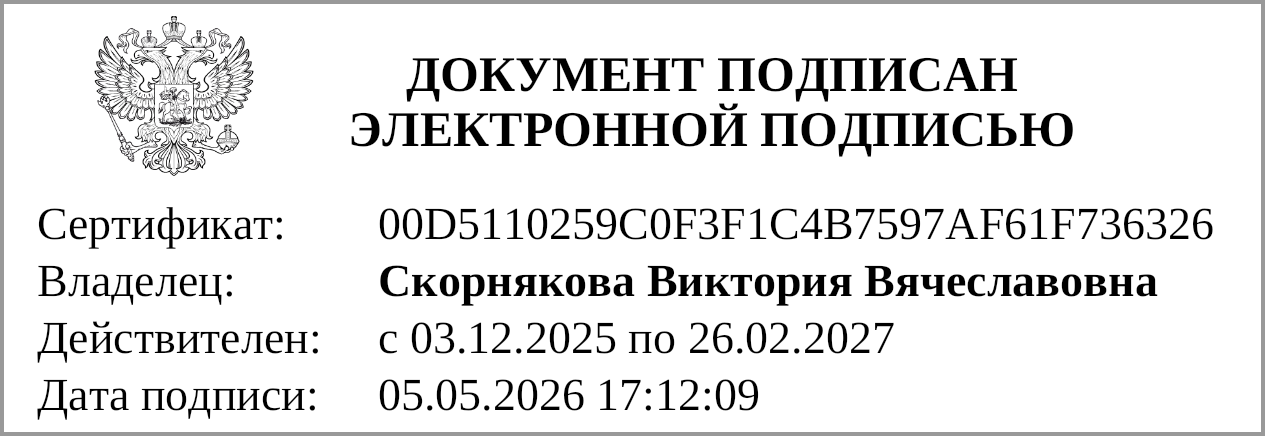 ДОКУМЕНТ ПОДПИСАН
ЭЛЕКТРОННОЙ ПОДПИСЬЮ
Сертификат: 00D5110259C0F3F1C4B7597AF61F736326
Владелец: Скорнякова Виктория Вячеславовна
Действителен: с 03.12.2025 по 26.02.2027
Дата подписи: 05.05.2026 17:12:09